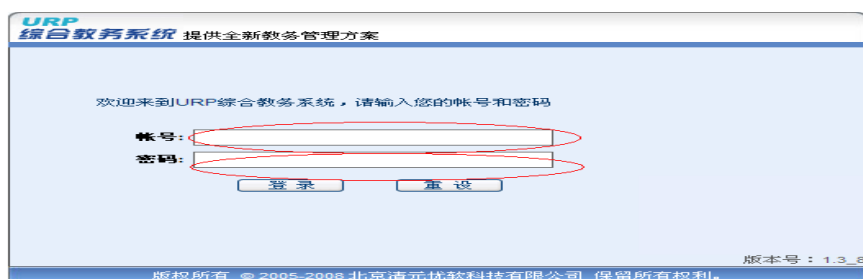 URP
综合教务系统 提供全新教务管理方案
欢迎来到URP综合教务系统，请输入您的帐号和密码
帐号:
密码:
登 录 重 设
版本号：1.3_8
版权所有 © 2005-2008 北京清元优软科技有限公司 保留所有权利。